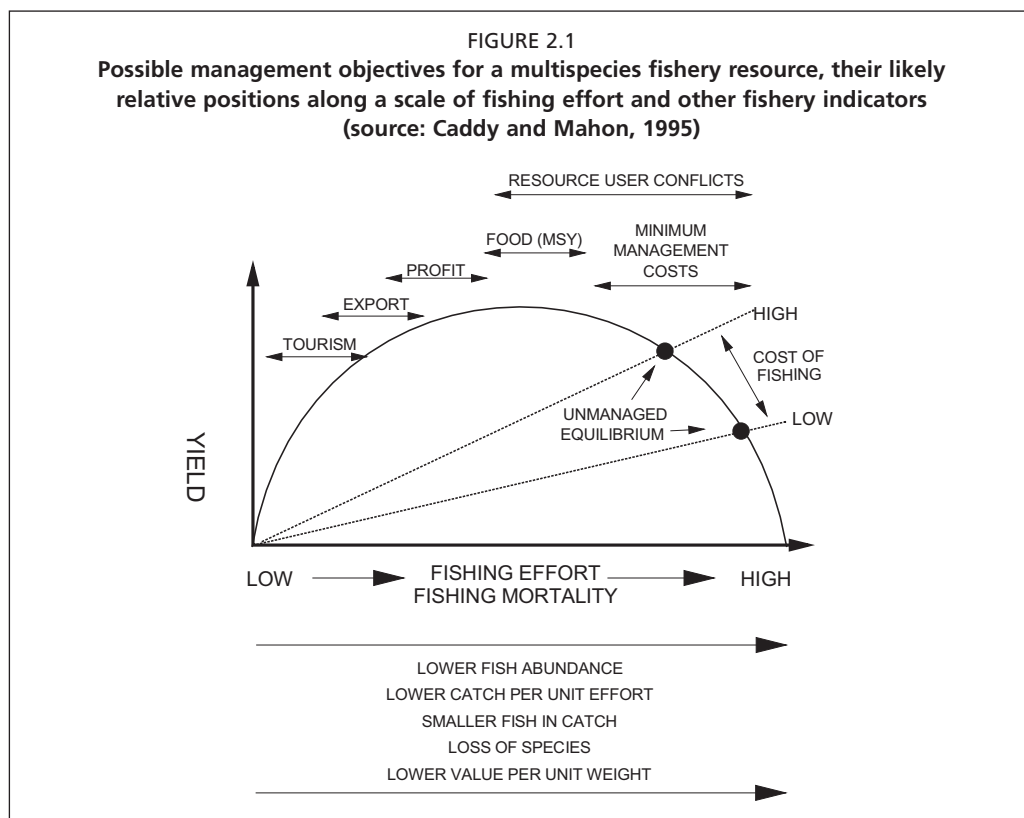 FIGURE 2.1
Possible management objectives for a multispecies fishery resource, their likely
relative positions along a scale of fishing effort and other fishery indicators
(source: Caddy and Mahon, 1995)
RESOURCE USER CONFLICTS
FOOD (MSY)
MINIMUM
MANAGEMENT
COSTS
PROFIT
EXPORT
TOURISM
HIGH
COST OF
FISHING
LOW
UNMANAGED
EQUILIBRIUM
YIELD
LOW
FISHING EFFORT
FISHING MORTALITY
HIGH
LOWER FISH ABUNDANCE
LOWER CATCH PER UNIT EFFORT
SMALLER FISH IN CATCH
LOSS OF SPECIES
LOWER VALUE PER UNIT WEIGHT